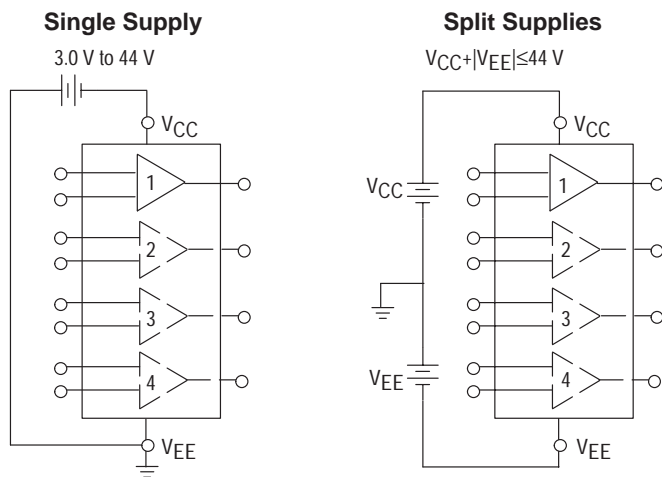 Single Supply
3.0 V to 44 V
VCC
1
2
3
4
VEE
Split Supplies
VCC+|VEE|≤44 V
VCC
VCC
1
2
3
VEE
4
VEE